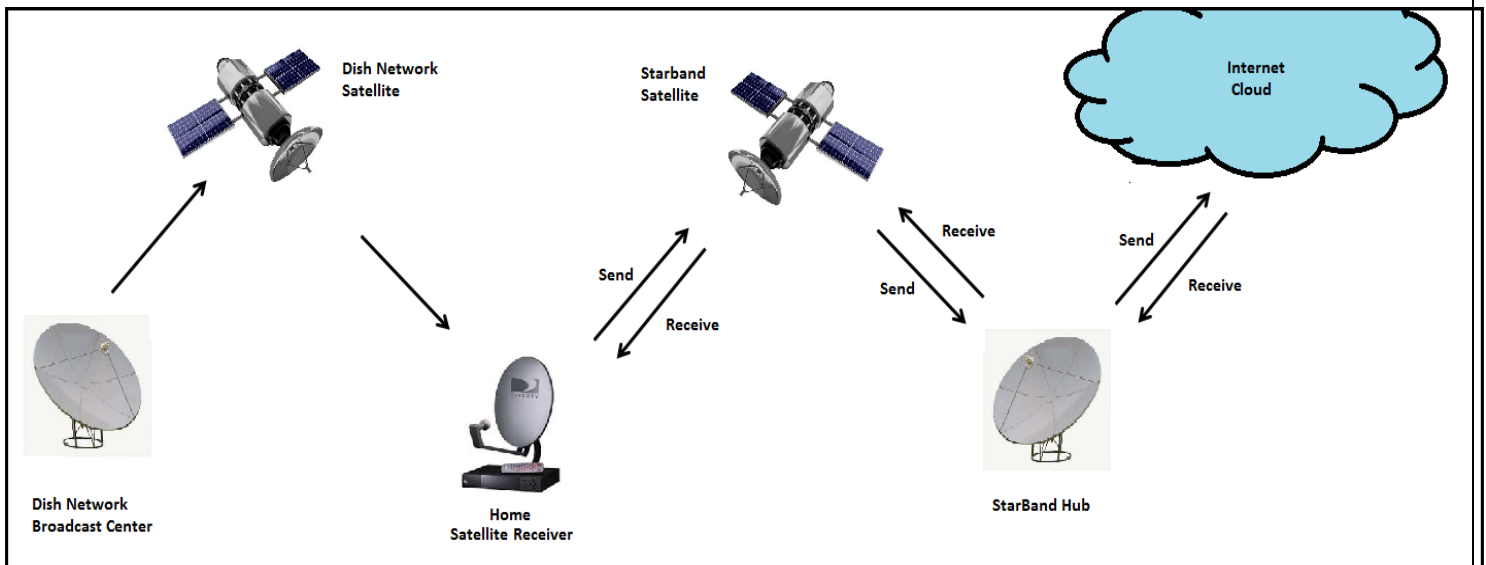 Dish Network
Satellite
Starband
Satellite
Internet
Cloud
Send
Receive
Receive
Send
Send
Receive
Dish Network
Broadcast Center
Home
Satellite Receiver
StarBand Hub